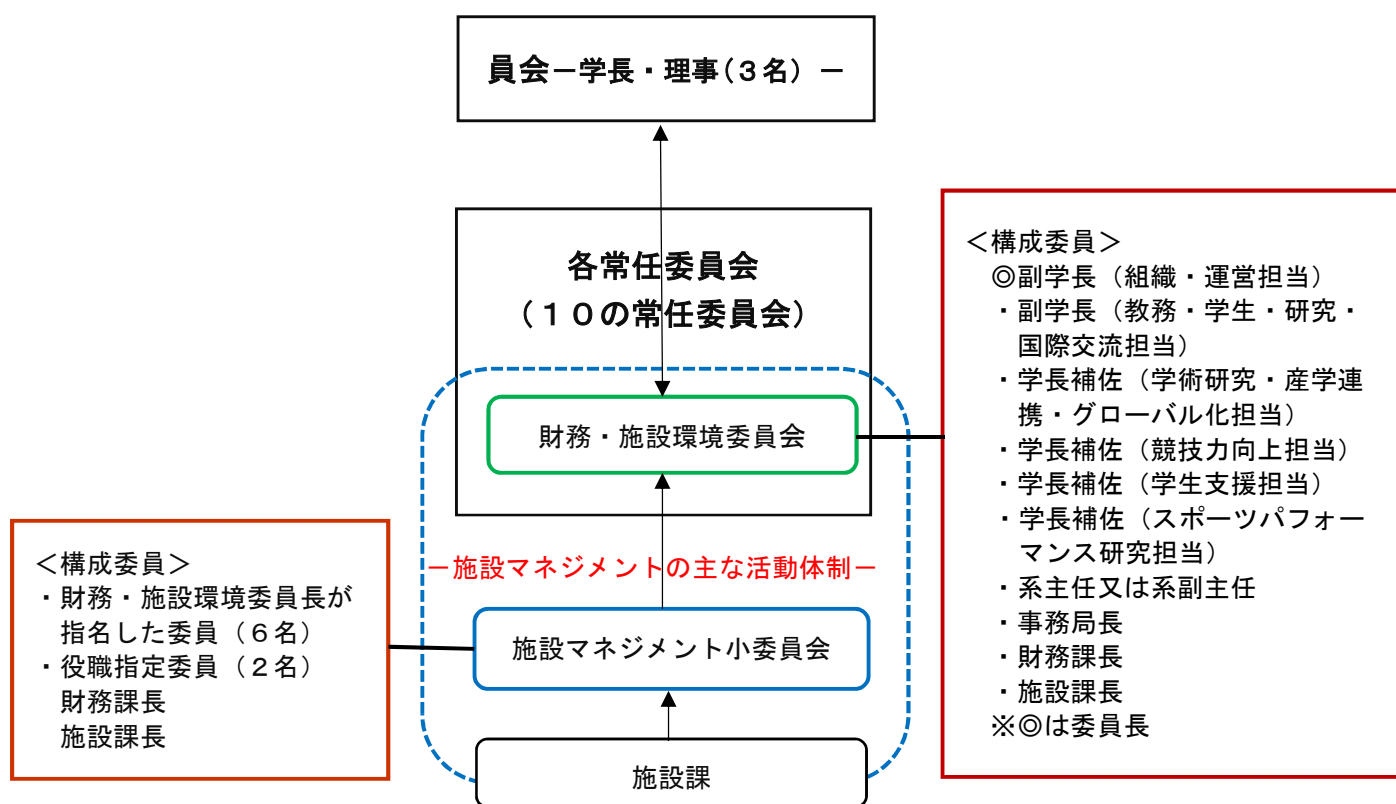 員会－学長・理事(３名) －
各常任委員会
(１０の常任委員会)
財務・施設環境委員会
－施設マネジメントの主な活動体制－
施設マネジメント小委員会
施設課
＜構成委員＞
・財務・施設環境委員長が
指名した委員（６名）
・役職指定委員（２名）
財務課長
施設課長
＜構成委員＞
◎副学長（組織・運営担当）
・副学長（教務・学生・研究・
国際交流担当）
・学長補佐（学術研究・産学連
携・グローバル化担当）
・学長補佐（競技力向上担当）
・学長補佐（学生支援担当）
・学長補佐（スポーツパフォー
マンス研究担当）
・系主任又は系副主任
・事務局長
・財務課長
・施設課長
※◎は委員長